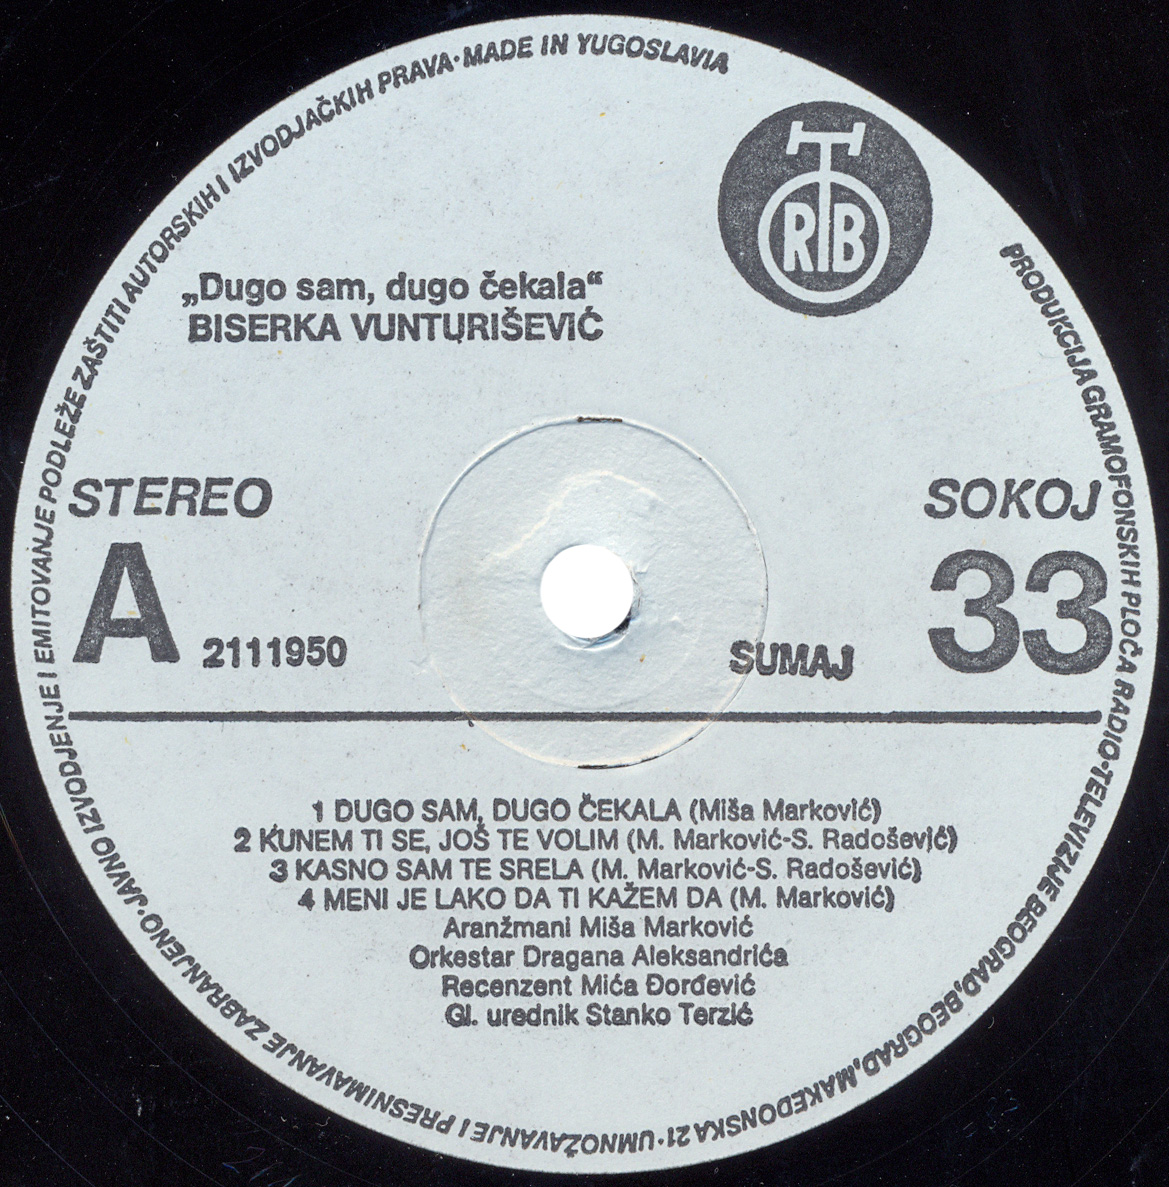 PRODUKCIJA GRAMOFONSKIH PLOČA RADIO-TELEVIZIJE BEOGRAD, BEOGRAD, MAKEDONSKA 21 · UMNOŽAVANJE I PRESNIMAVANJE ZABRANJENO · JAVNO IZVODJENJE I EMITOVANJE PODLEŽE ZAŠTITI AUTORSKIH I IZVODJAČKIH PRAVA · MADE IN YUGOSLAVIA
RTB
„Dugo sam, dugo čekala“
BISERKA VUNTURIŠEVIĆ
STEREO
SOKOJ
A 2111950
SUMAJ 33
1 DUGO SAM, DUGO ČEKALA (Miša Marković)
2 KUNEM TI SE, JOŠ TE VOLIM (M. Marković-S. Radošević)
3 KASNO SAM TE SRELA (M. Marković-S. Radošević)
4 MENI JE LAKO DA TI KAŽEM DA (M. Marković)
Aranžmani Miša Marković
Orkestar Dragana Aleksandrića
Recenzent Mića Đorđević
Gl. urednik Stanko Terzić